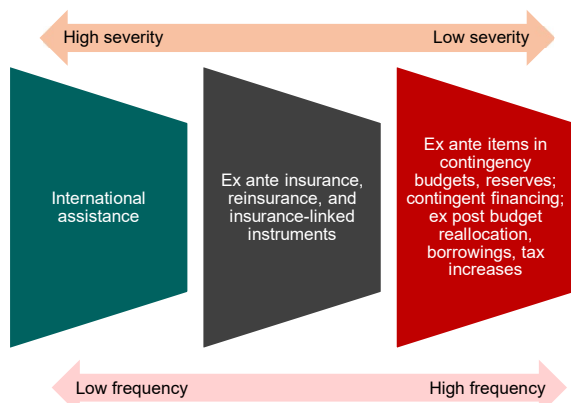 High severity
Low severity
International
assistance
Ex ante insurance,
reinsurance, and
insurance-linked
instruments
Ex ante items in
contingency
budgets, reserves;
contingent financing;
ex post budget
reallocation,
borrowings, tax
increases
Low frequency
High frequency